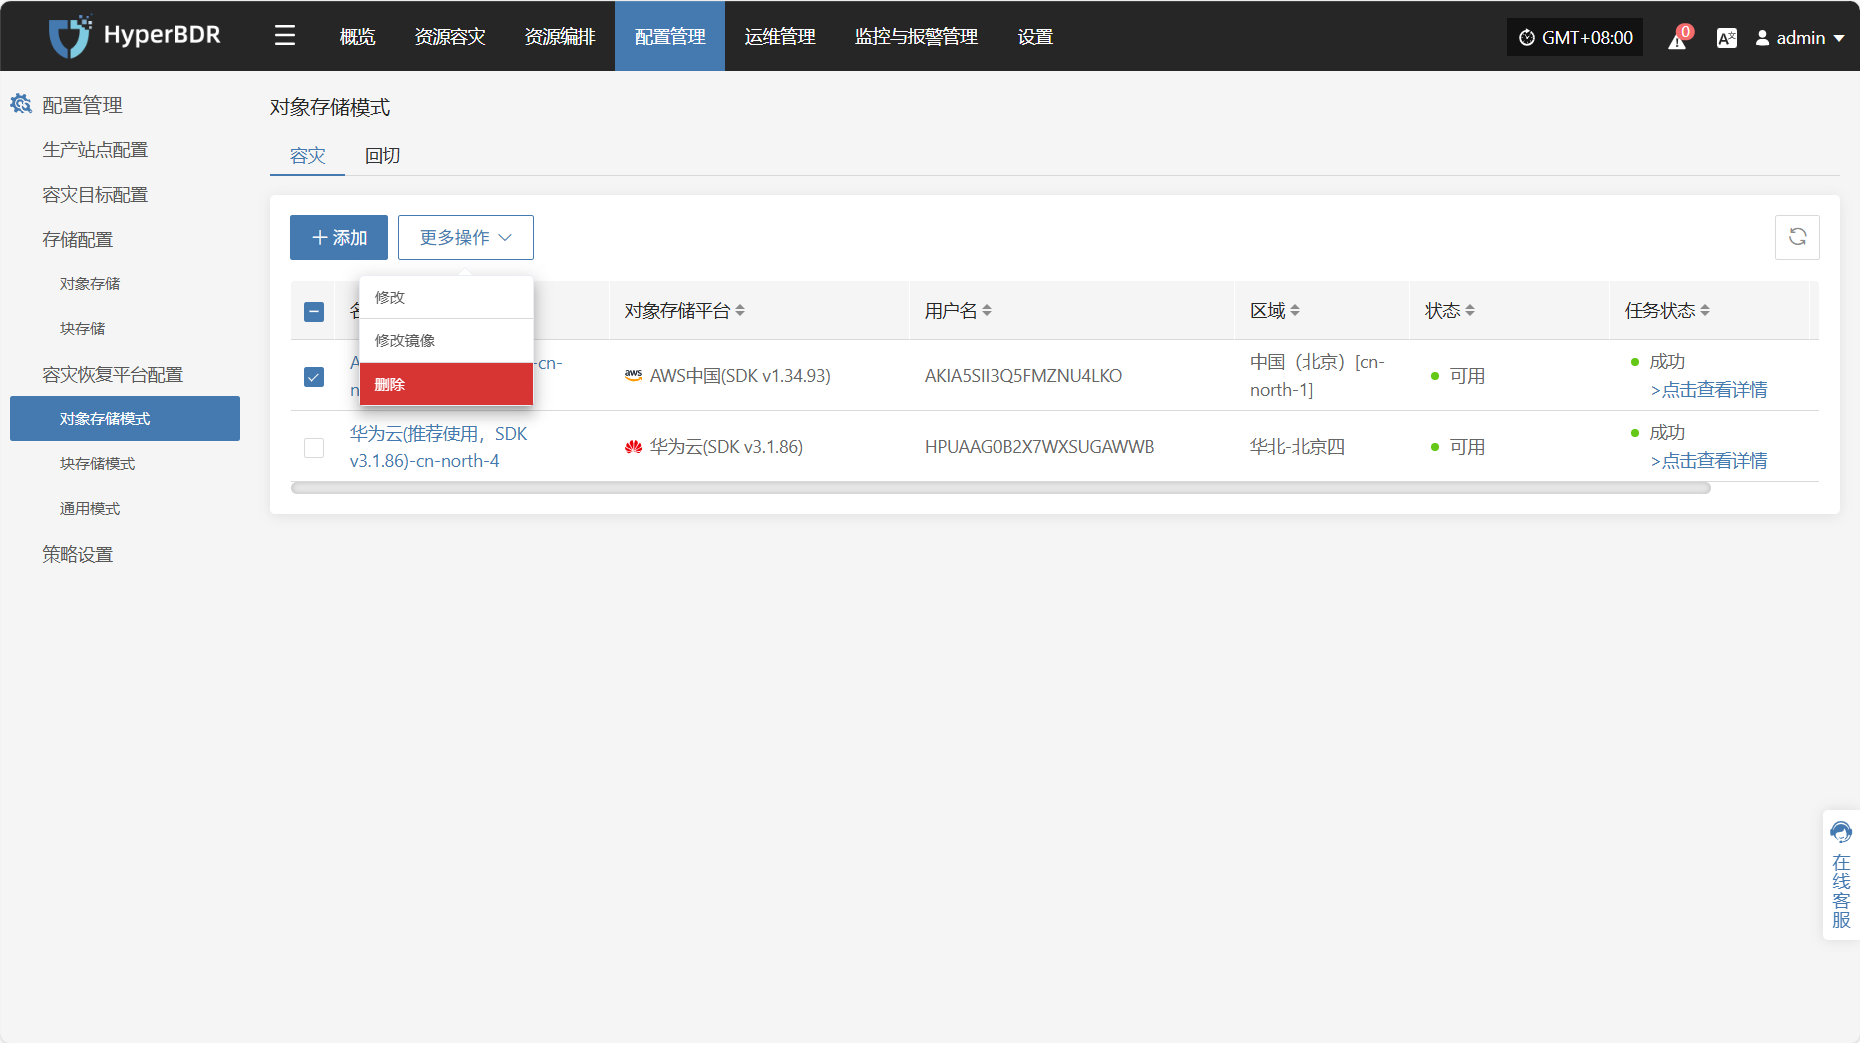 HyperBDR
概览
资源容灾
资源编排
配置管理
运维管理
监控与报警管理
设置
GMT+08:00
0
admin
配置管理
生产站点配置
容灾目标配置
存储配置
对象存储
块存储
容灾恢复平台配置
对象存储模式
块存储模式
通用模式
策略设置
对象存储模式
容灾
回切
添加
更多操作
修改
修改镜像
删除
对象存储平台
用户名
区域
状态
任务状态
-cn-
aws AWS中国(SDK v1.34.93)
AKIA5SII3Q5FMZNU4LKO
中国（北京）[cn-
north-1]
可用
成功
>点击查看详情
华为云(推荐使用，SDK
v3.1.86)-cn-north-4
华为云(SDK v3.1.86)
HPUAAG0B2X7WXSUGAWWB
华北-北京四
可用
成功
>点击查看详情
在线客服